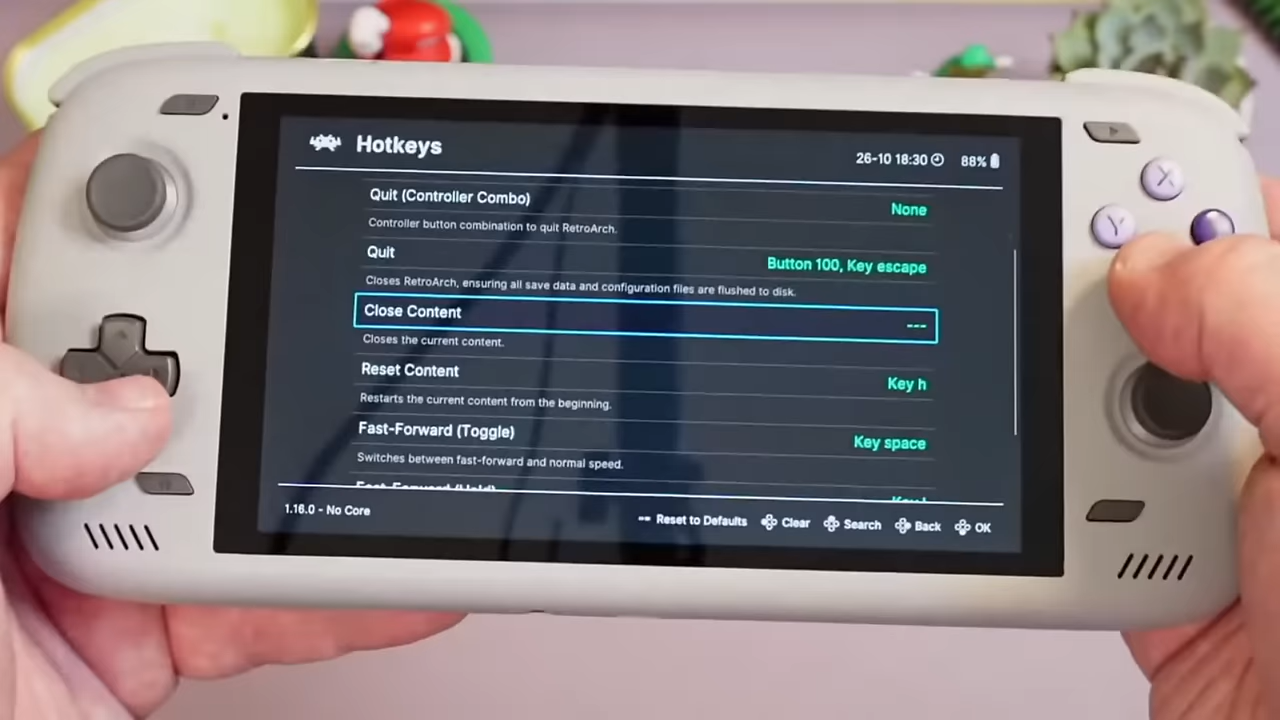 Hotkeys
26-10 18:30
88%
Quit (Controller Combo)
None
Controller button combination to quit RetroArch.
Quit
Button 100, Key escape
Closes RetroArch, ensuring all save data and configuration files are flushed to disk.
Close Content
---
Closes the current content.
Reset Content
Key h
Restarts the current content from the beginning.
Fast-Forward (Toggle)
Key space
Switches between fast-forward and normal speed.
Fast-Forward (Hold)
1.16.0 - No Core
Reset to Defaults
Clear
Search
Back
OK
X
Y